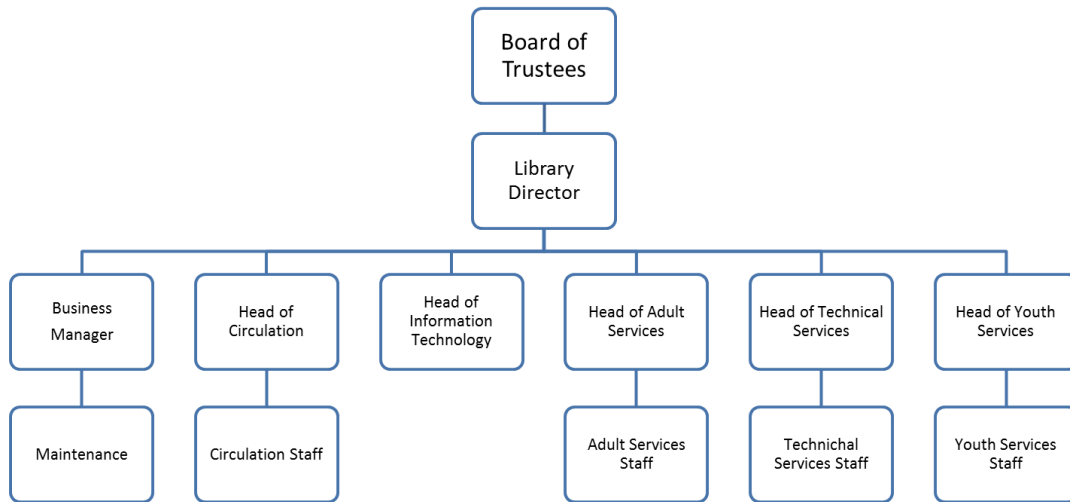 Board of
Trustees
Library
Director
Business
Manager
Head of
Circulation
Head of
Information
Technology
Head of Adult
Services
Head of Technical
Services
Head of Youth
Services
Maintenance
Circulation Staff
Adult Services
Staff
Technichal
Services Staff
Youth Services
Staff